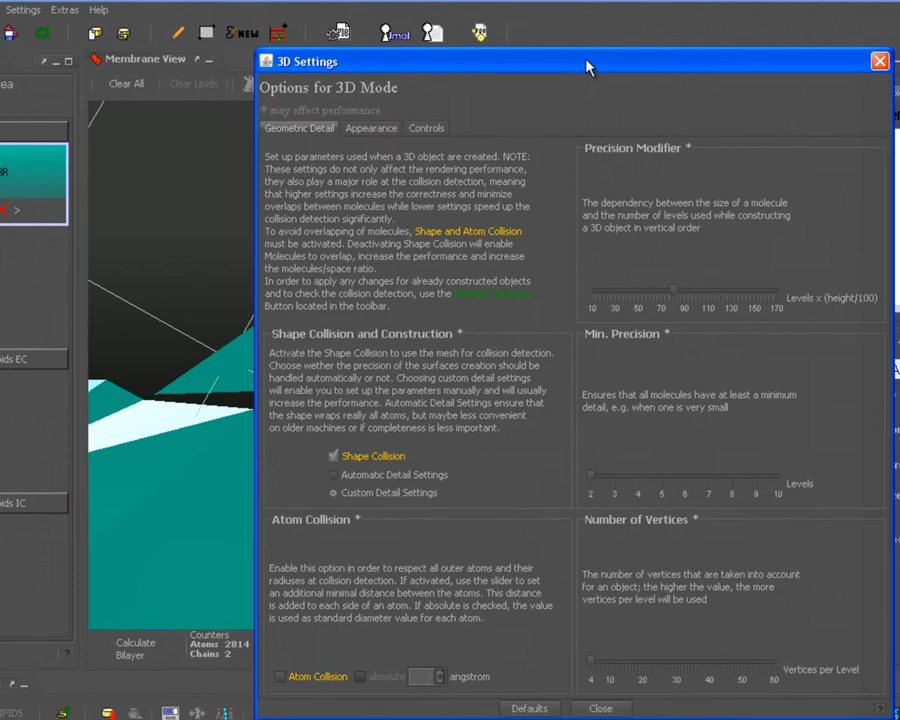 Settings Extras Help
NEW Jmol
Membrane View
Clear All Clear Lipids
3D Settings
Options for 3D Mode
* may effect performance
Geometric Detail Appearance Controls
Set up parameters used when a 3D object are created. NOTE:
These settings do not only affect the rendering performance,
they also play a major role at the collision detection, meaning
that higher settings increase the correctness and minimize
overlaps between molecules while lower settings speed up the
collision detection significantly.
To avoid overlapping of molecules, Shape and Atom Collision
must be activated. Deactivating Shape Collision will enable
Molecules to overlap, increase the performance and increase
the molecules/space ratio.
In order to apply any changes for already constructed objects
and to check the collision detection, use the
Button located in the toolbar.
Shape Collision and Construction *
Activate the Shape Collision to use the mesh for collision detection.
Choose wether the precision of the surfaces creation should be
handled automatically or not. Choosing custom detail settings
will enable you to set up the parameters manually and will usually
increase the performance. Automatic Detail Settings ensure that
the shape wraps really all atoms, but maybe less convenient
on older machines or if completeness is less important.
Shape Collision
Automatic Detail Settings
Custom Detail Settings
Atom Collision *
Enable this option in order to respect all outer atoms and their
radiuses at collision detection. If activated, use the slider to set
an additional minimal distance between the atoms. This distance
is added to each side of an atom. If absolute is checked, the value
is used as standard diameter value for each atom.
Atom Collision absolute 0 angstrom
Precision Modifier *
The dependency between the size of a molecule
and the number of levels used while constructing
a 3D object in vertical order
10 30 50 70 90 110 130 150 170 Levels x (height/100)
Min. Precision *
Ensures that all molecules have at least a minimum
detail, e.g. when one is very small
2 3 4 5 6 7 8 9 10 Levels
Number of Vertices *
The number of vertices that are taken into account
for an object; the higher the value, the more
vertices per level will be used
4 10 20 30 40 50 60 Vertices per Level
Defaults Close ?
Calculate
Bilayer
Counters
Atoms 2814
Chains 2